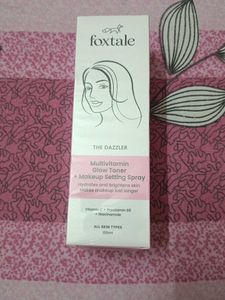 foxtale
THE DAZZLER
Multivitamin
Glow Toner
+ Makeup Setting Spray
Hydrates and brightens skin
Makes makeup last longer
Vitamin C + Provitamin B5
+ Niacinamide
ALL SKIN TYPES
100ml